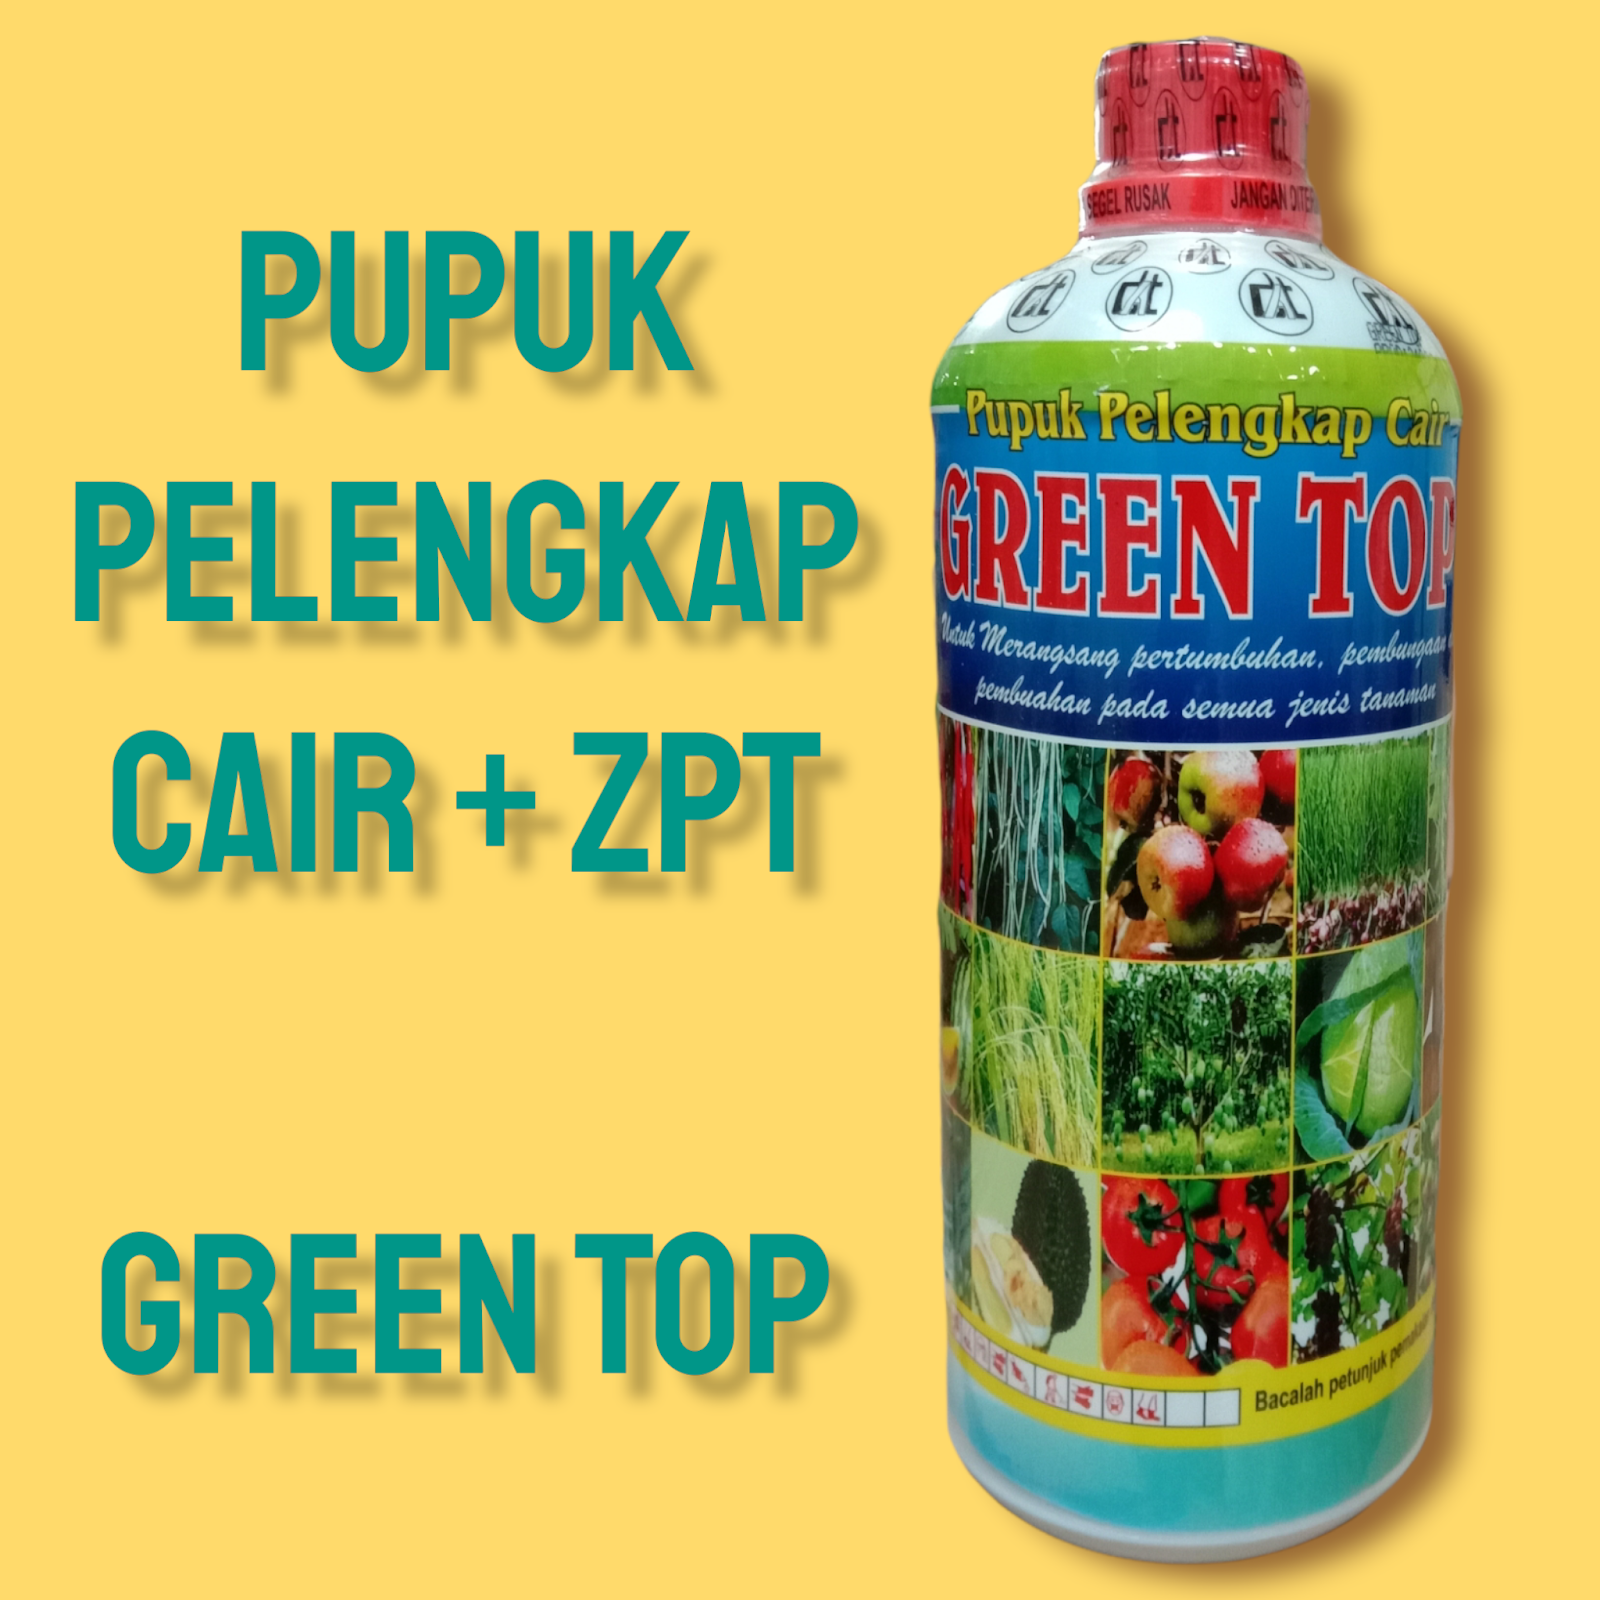 PUPUK
PELENGKAP
CAIR + ZPT
GREEN TOP
SEGEL RUSAK JANGAN
Pupuk Pelengkap Cair
GREEN TOP
Untuk Merangsang pertumbuhan, pembungaan
pembuahan pada semua jenis tanaman
Bacalah petunjuk